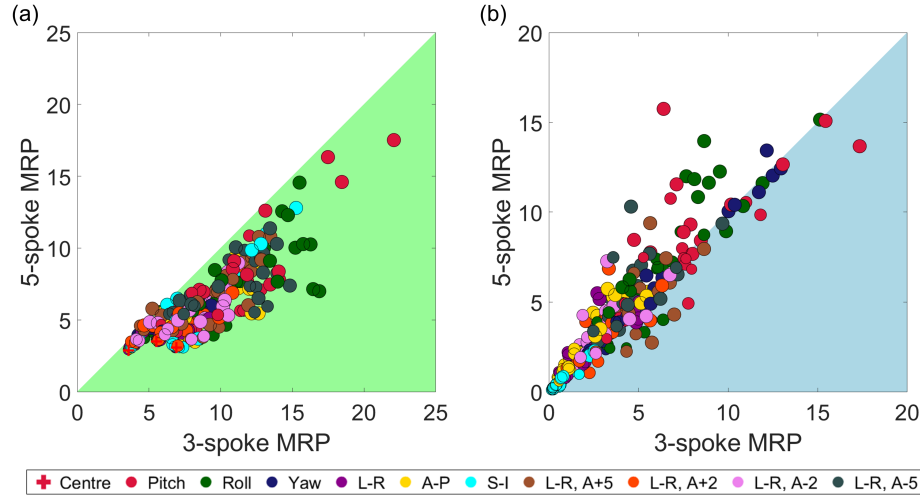 (a)
(b)
25
20
15
10
5
0
5-spoke MRP
0 5 10 15 20 25
3-spoke MRP
20
15
10
5
0
5-spoke MRP
0 5 10 15 20
3-spoke MRP
Centre Pitch Roll Yaw L-R A-P S-I L-R, A+5 L-R, A+2 L-R, A-2 L-R, A-5